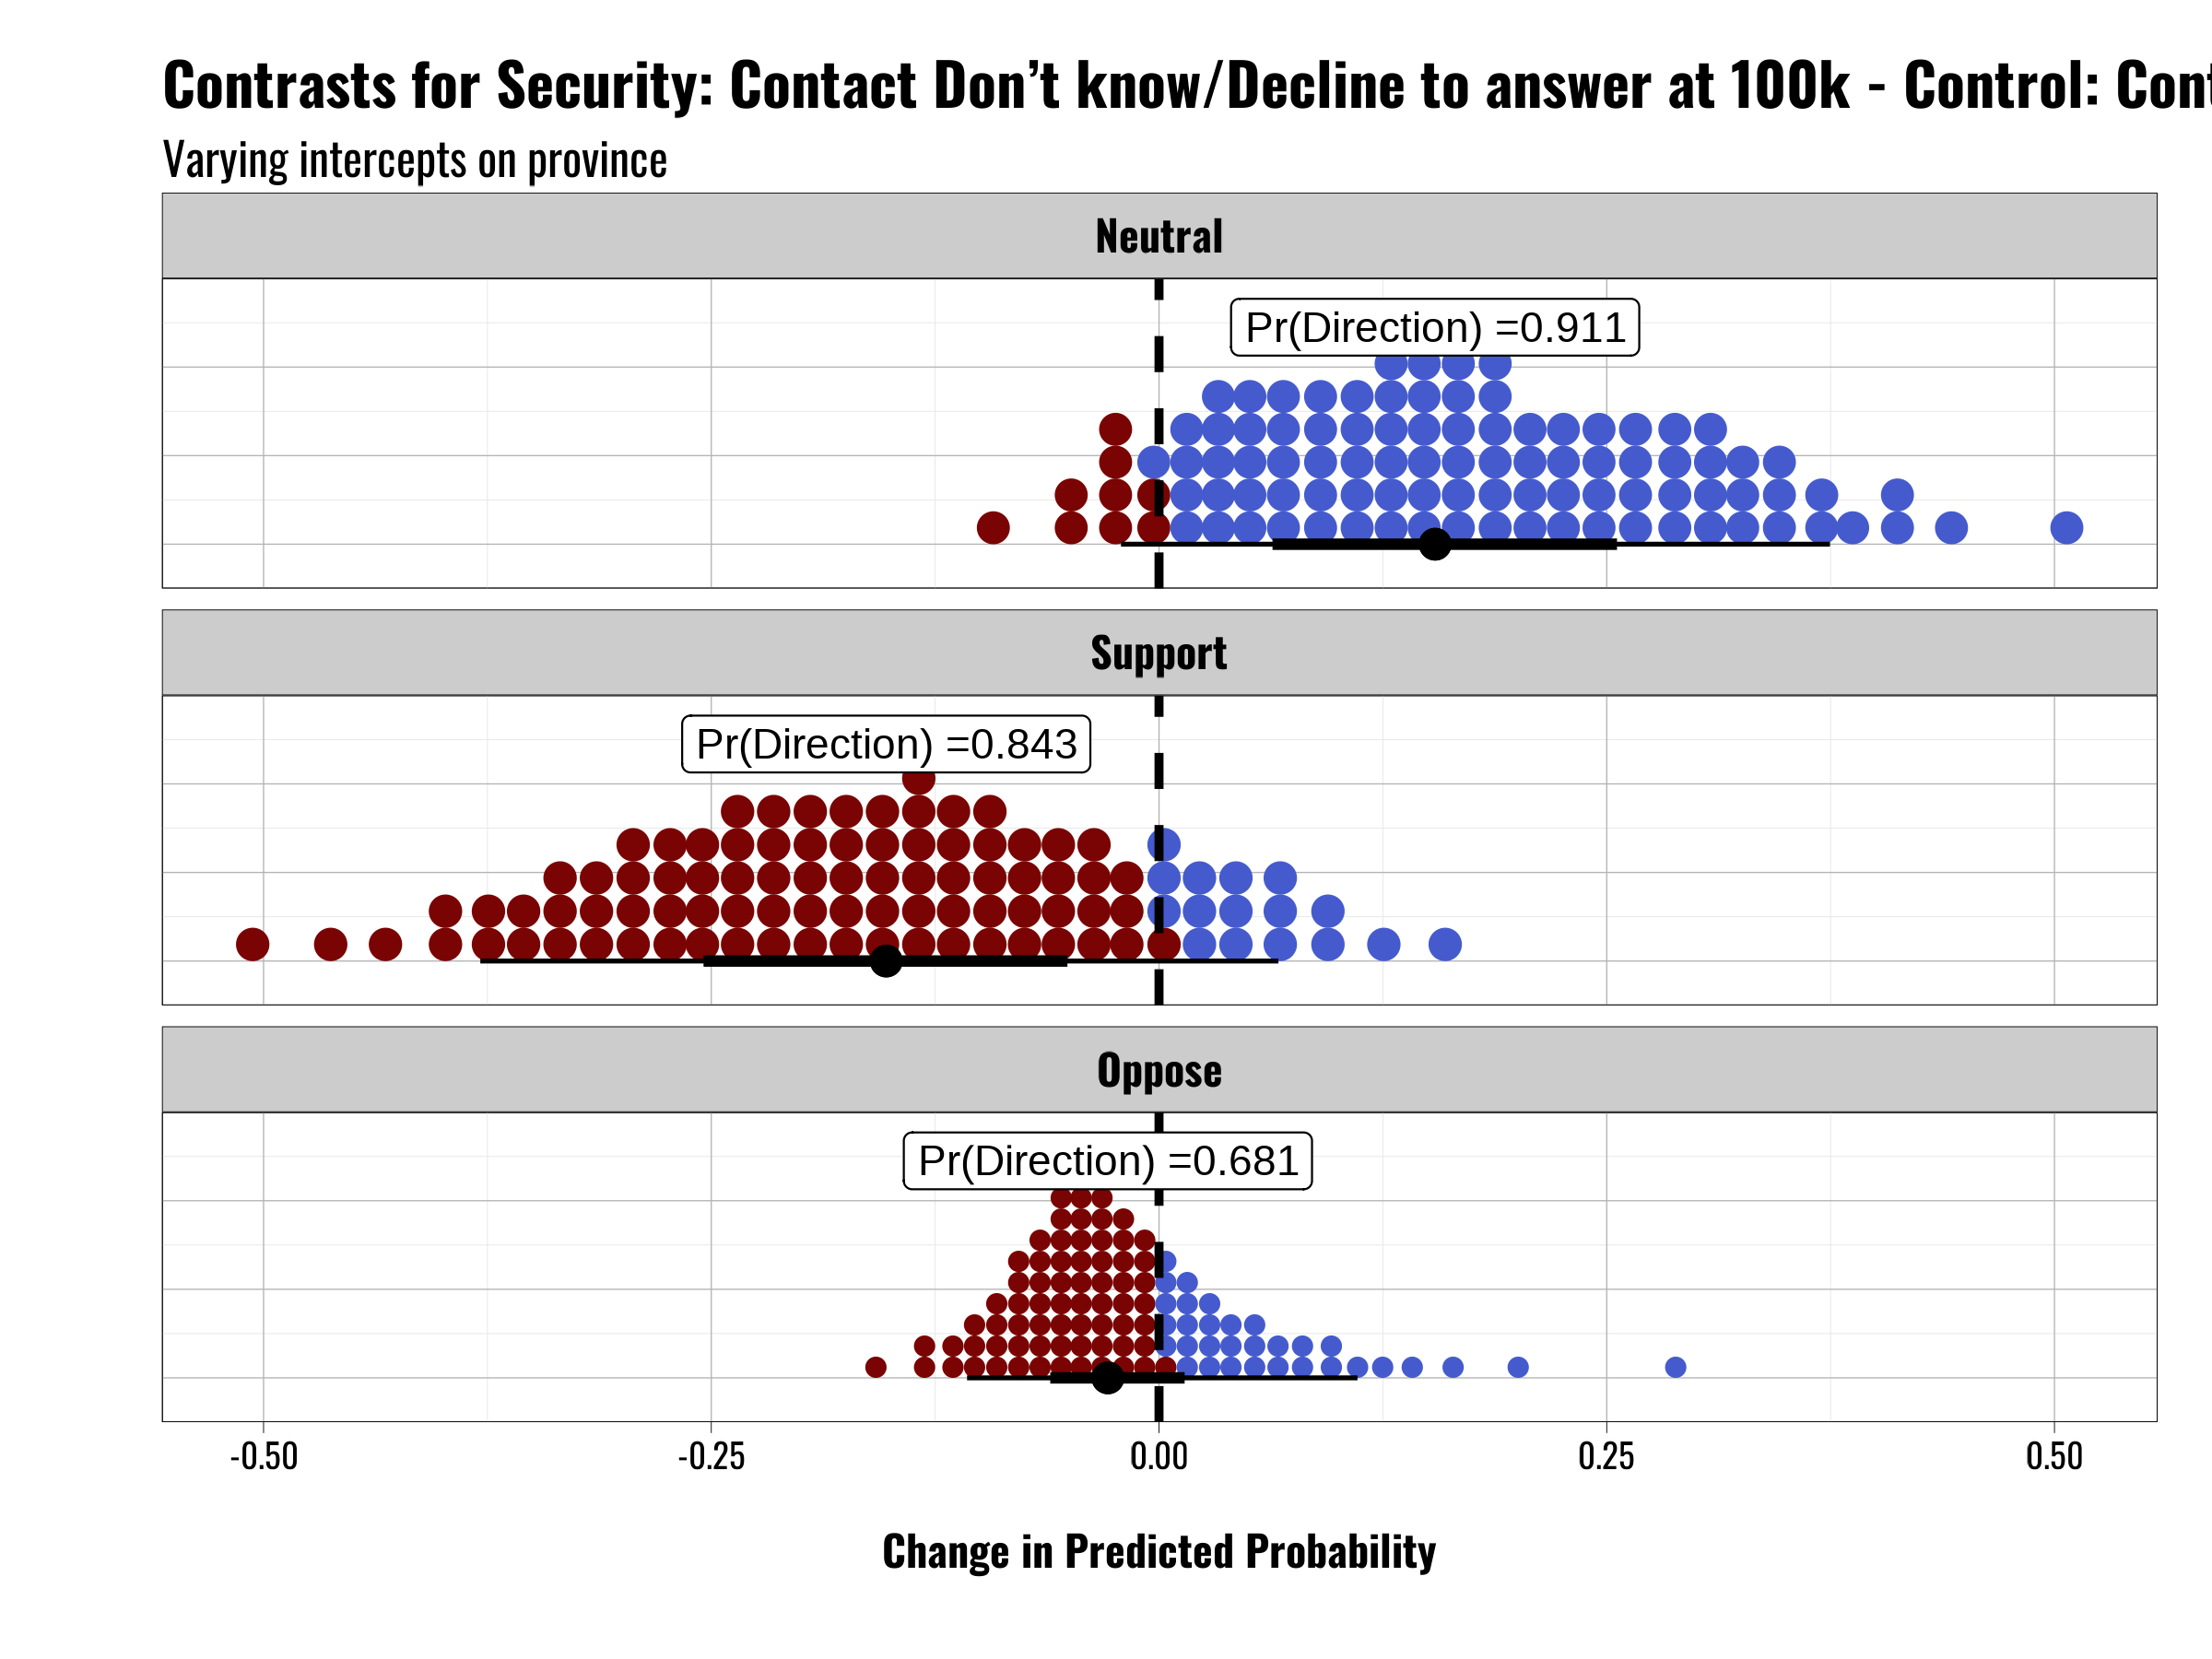 Contrasts for Security: Contact Don’t know/Decline to answer at 100k - Control:
Varying intercepts on province
Neutral
Pr(Direction) =0.911
Support
Pr(Direction) =0.843
Oppose
Pr(Direction) =0.681
-0.50 -0.25 0.00 0.25 0.50
Change in Predicted Probability